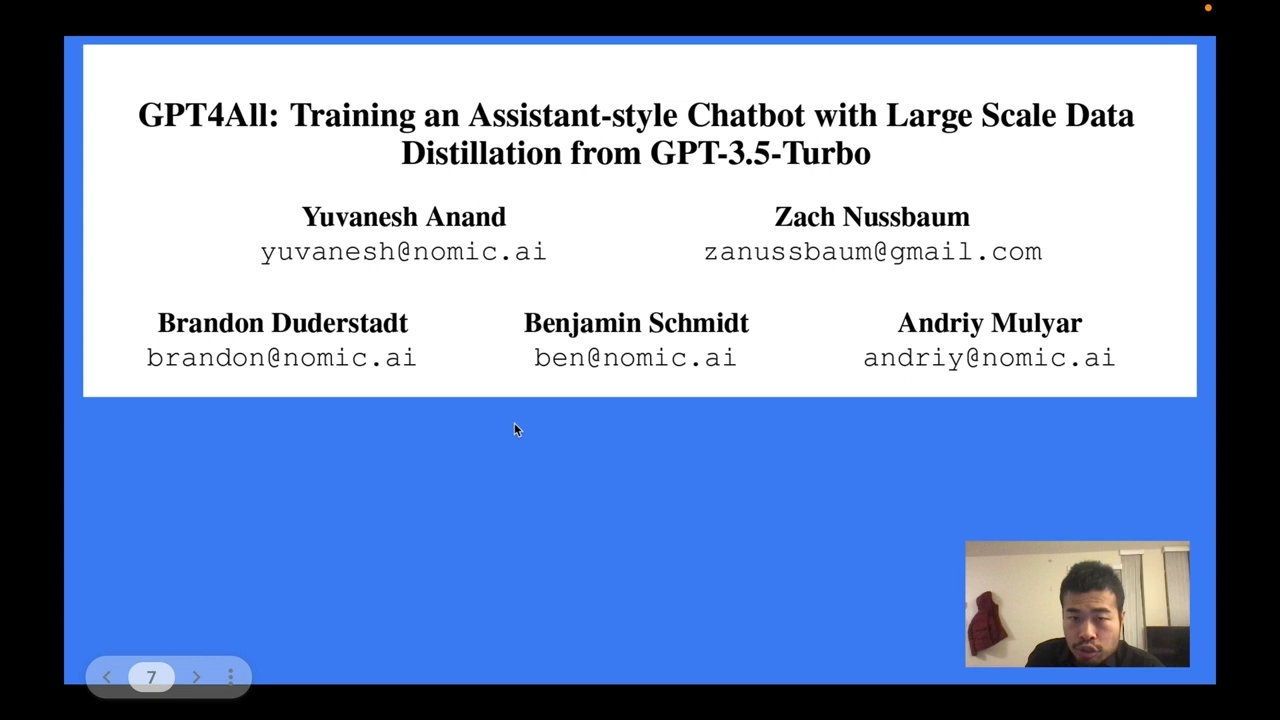 GPT4All: Training an Assistant-style Chatbot with Large Scale Data
Distillation from GPT-3.5-Turbo
Yuvanesh Anand
yuvanesh@nomic.ai
Zach Nussbaum
zanussbaum@gmail.com
Brandon Duderstadt
brandon@nomic.ai
Benjamin Schmidt
ben@nomic.ai
Andriy Mulyar
andriy@nomic.ai
7